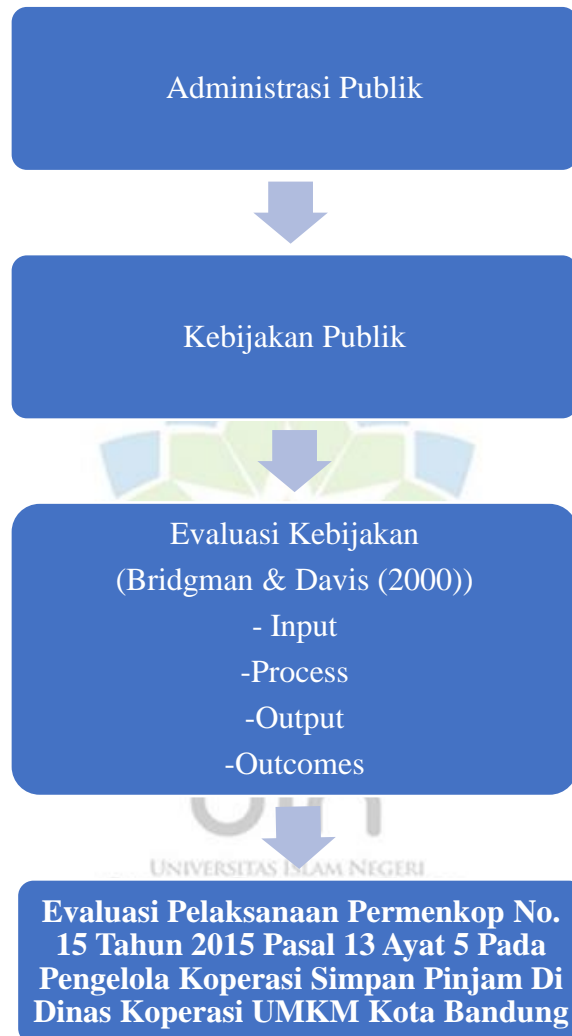 Administrasi Publik
Kebijakan Publik
Evaluasi Kebijakan
(Bridgman & Davis (2000))
- Input
-Process
-Output
-Outcomes
UNIVERSITAS ISLAM NEGERI
Evaluasi Pelaksanaan Permenkop No.
15 Tahun 2015 Pasal 13 Ayat 5 Pada
Pengelola Koperasi Simpan Pinjam Di
Dinas Koperasi UMKM Kota Bandung